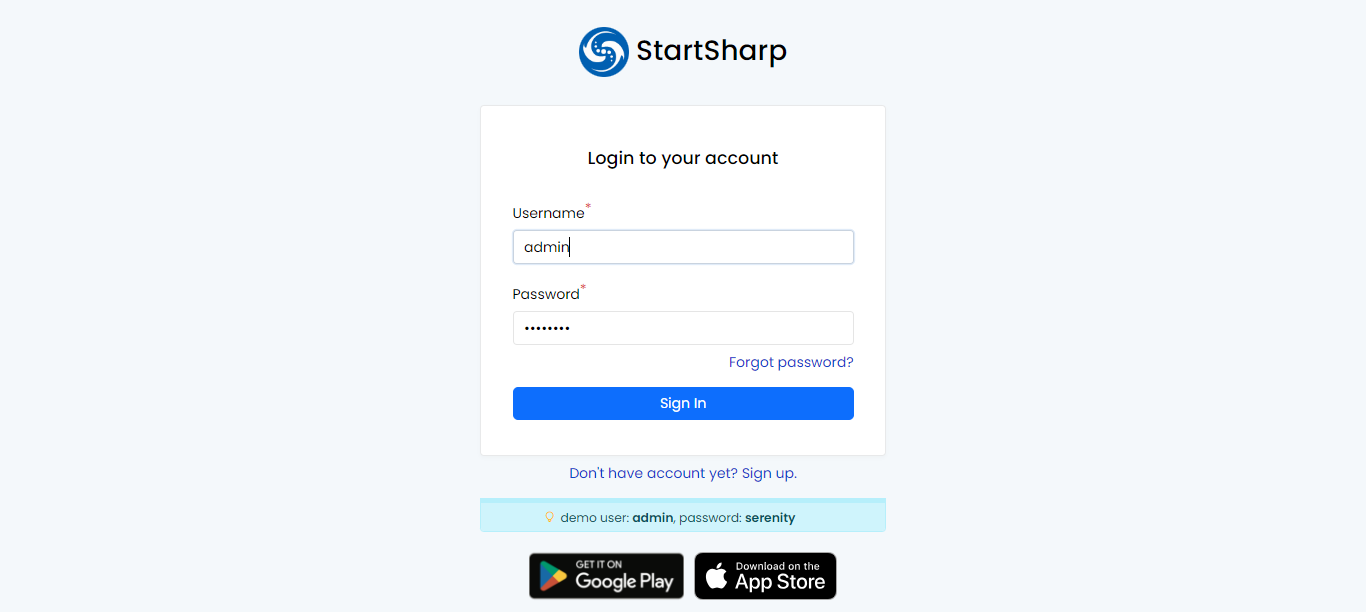 StartSharp
Login to your account
Username*
admin
Password*
••••••••
Forgot password?
Sign In
Don't have account yet? Sign up.
demo user: admin, password: serenity
GET IT ON
Google Play
Download on the
App Store